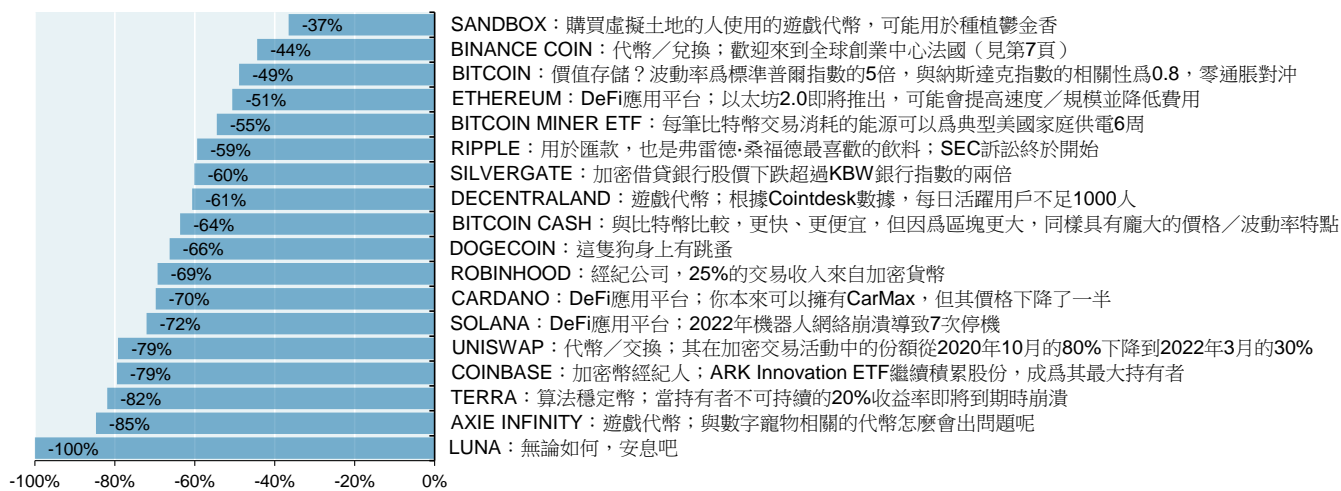 -37% SANDBOX：購買虛擬土地的人使用的遊戲代幣，可能用於種植鬱金香
-44% BINANCE COIN：代幣／兌換；歡迎來到全球創業中心法國（見第7頁）
-49% BITCOIN：價值存儲？波動率爲標準普爾指數的5倍，與納斯達克指數的相關性爲0.8，零通脹對沖
-51% ETHEREUM：DeFi應用平台；以太坊2.0即將推出，可能會提高速度／規模並降低費用
-55% BITCOIN MINER ETF：每筆比特幣交易消耗的能源可以爲典型美國家庭供電6周
-59% RIPPLE：用於匯款，也是弗雷德·桑福德最喜歡的飲料；SEC訴訟終於開始
-60% SILVERGATE：加密借貸銀行股價下跌超過KBW銀行指數的兩倍
-61% DECENTRALAND：遊戲代幣；根據Cointdesk數據，每日活躍用戶不足1000人
-64% BITCOIN CASH：與比特幣比較，更快、更便宜，但因爲區塊更大，同樣具有龐大的價格／波動率特點
-66% DOGECOIN：這隻狗身上有跳蚤
-69% ROBINHOOD：經紀公司，25%的交易收入來自加密貨幣
-70% CARDANO：DeFi應用平台；你本來可以擁有CarMax，但其價格下降了一半
-72% SOLANA：DeFi應用平台；2022年機器人網絡崩潰導致7次停機
-79% UNISWAP：代幣／交換；其在加密交易活動中的份額從2020年10月的80%下降到2022年3月的30%
-79% COINBASE：加密幣經紀人；ARK Innovation ETF繼續積累股份，成爲其最大持有者
-82% TERRA：算法穩定幣；當持有者不可持續的20%收益率即將到期時崩潰
-85% AXIE INFINITY：遊戲代幣；與數字寵物相關的代幣怎麼會出問題呢
-100% LUNA：無論如何，安息吧
-100% -80% -60% -40% -20% 0%